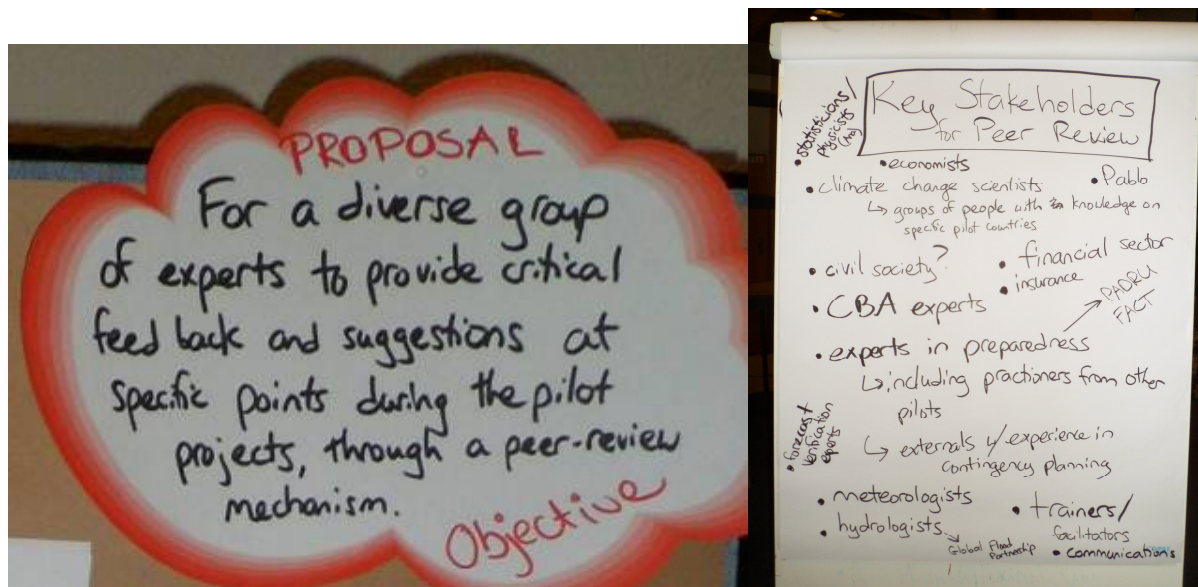 PROPOSAL
For a diverse group
of experts to provide critical
feed back and suggestions at
specific points during the pilot
projects, through a peer-review
mechanism.
Objective
Key Stakeholders
for Peer Review
• statisticians/
physicists
• economists
• climate change scientists
• Pablo
↳ groups of people with knowledge on
specific pilot countries
• civil society?
• financial sector
• insurance
• CBA experts
PADRU
FACT
• experts in preparedness
↳ including practioners from other
pilots
• forecast
verification
experts
↳ externals w/ experience in
contingency planning
• meteorologists
• hydrologists
→ Global Flood
Partnership
• trainers/
facilitators
• communications